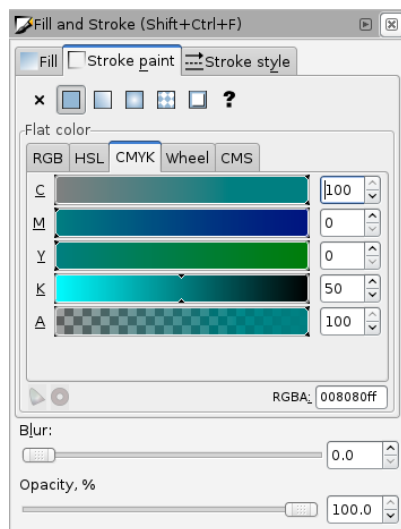 Fill and Stroke (Shift+Ctrl+F)
Fill Stroke paint Stroke style
?
Flat color
RGB HSL CMYK Wheel CMS
C 100
M 0
Y 0
K 50
A 100
RGBA: 008080ff
Blur:
0.0
Opacity, %
100.0